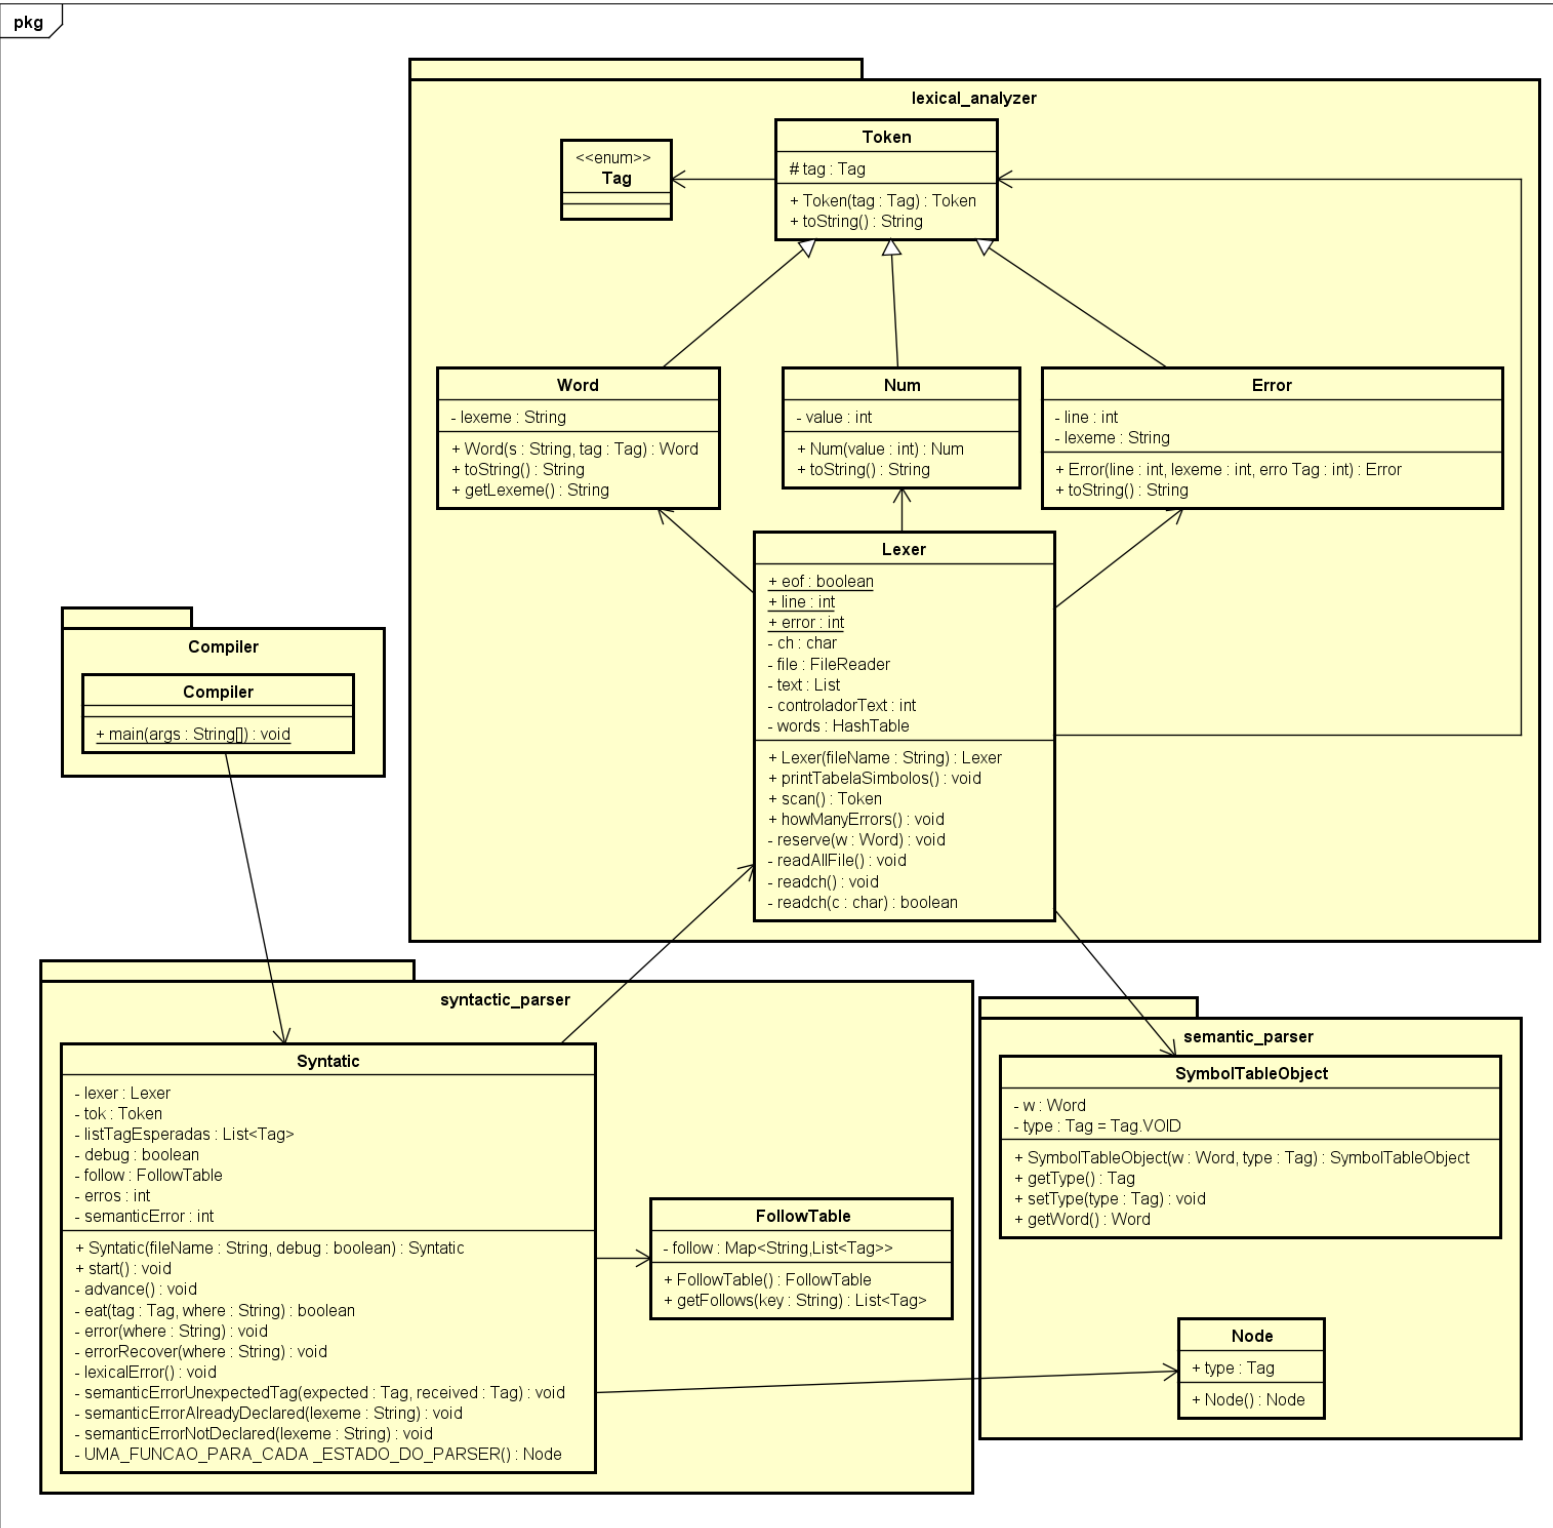 pkg
lexical_analyzer
<<enum>>
Tag
Token
# tag : Tag
+ Token(tag : Tag) : Token
+ toString() : String
Word
- lexeme : String
+ Word(s : String, tag : Tag) : Word
+ toString() : String
+ getLexeme() : String
Num
- value : int
+ Num(value : int) : Num
+ toString() : String
Error
- line : int
- lexeme : String
+ Error(line : int, lexeme : int, erro Tag : int) : Error
+ toString() : String
Lexer
+ eof : boolean
+ line : int
+ error : int
- ch : char
- file : FileReader
- text : List
- controladorText : int
- words : HashTable
+ Lexer(fileName : String) : Lexer
+ printTabelaSimbolos() : void
+ scan() : Token
+ howManyErrors() : void
- reserve(w : Word) : void
- readAllFile() : void
- readch() : void
- readch(c : char) : boolean
Compiler
Compiler
+ main(args : String[]) : void
syntactic_parser
Syntatic
- lexer : Lexer
- tok : Token
- listTagEsperadas : List<Tag>
- debug : boolean
- follow : FollowTable
- erros : int
- semanticError : int
+ Syntatic(fileName : String, debug : boolean) : Syntatic
+ start() : void
- advance() : void
- eat(tag : Tag, where : String) : boolean
- error(where : String) : void
- errorRecover(where : String) : void
- lexicalError() : void
- semanticErrorUnexpectedTag(expected : Tag, received : Tag) : void
- semanticErrorAlreadyDeclared(lexeme : String) : void
- semanticErrorNotDeclared(lexeme : String) : void
- UMA_FUNCAO_PARA_CADA _ESTADO_DO_PARSER() : Node
FollowTable
- follow : Map<String,List<Tag>>
+ FollowTable() : FollowTable
+ getFollows(key : String) : List<Tag>
semantic_parser
SymbolTableObject
- w : Word
- type : Tag = Tag.VOID
+ SymbolTableObject(w : Word, type : Tag) : SymbolTableObject
+ getType() : Tag
+ setType(type : Tag) : void
+ getWord() : Word
Node
+ type : Tag
+ Node() : Node